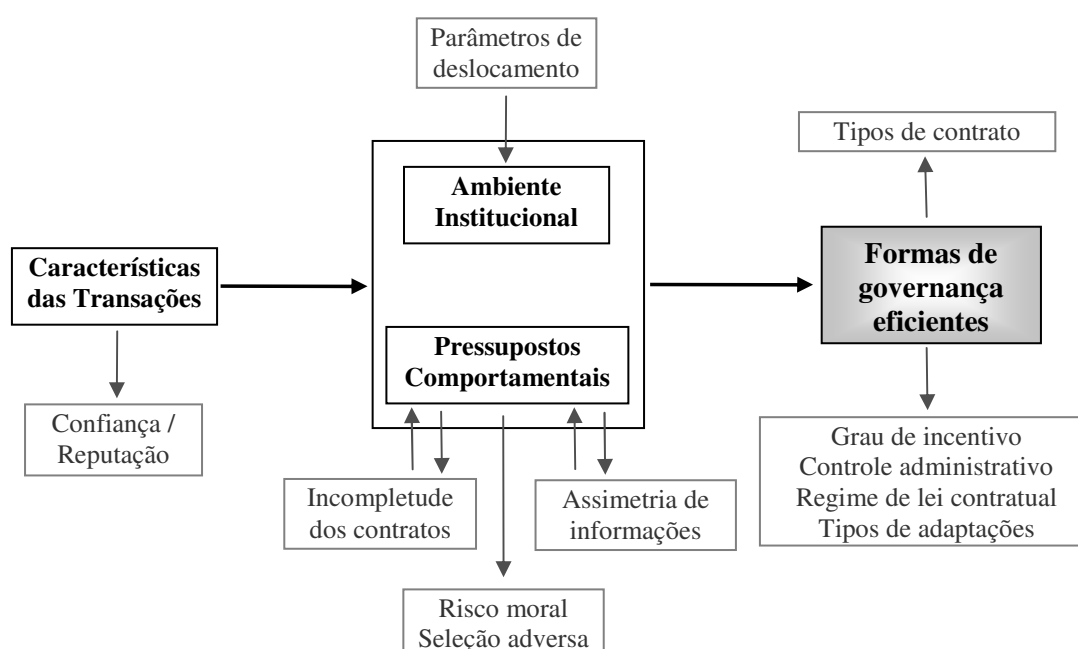 Parâmetros de
deslocamento
Tipos de contrato
Ambiente
Institucional
Característícas
das Transações
Formas de
governança
eficientes
Pressupostos
Comportamentais
Confiança /
Reputação
Incompletude
dos contratos
Assimetria de
informações
Grau de incentivo
Controle administrativo
Regime de lei contratual
Tipos de adaptações
Risco moral
Seleção adversa